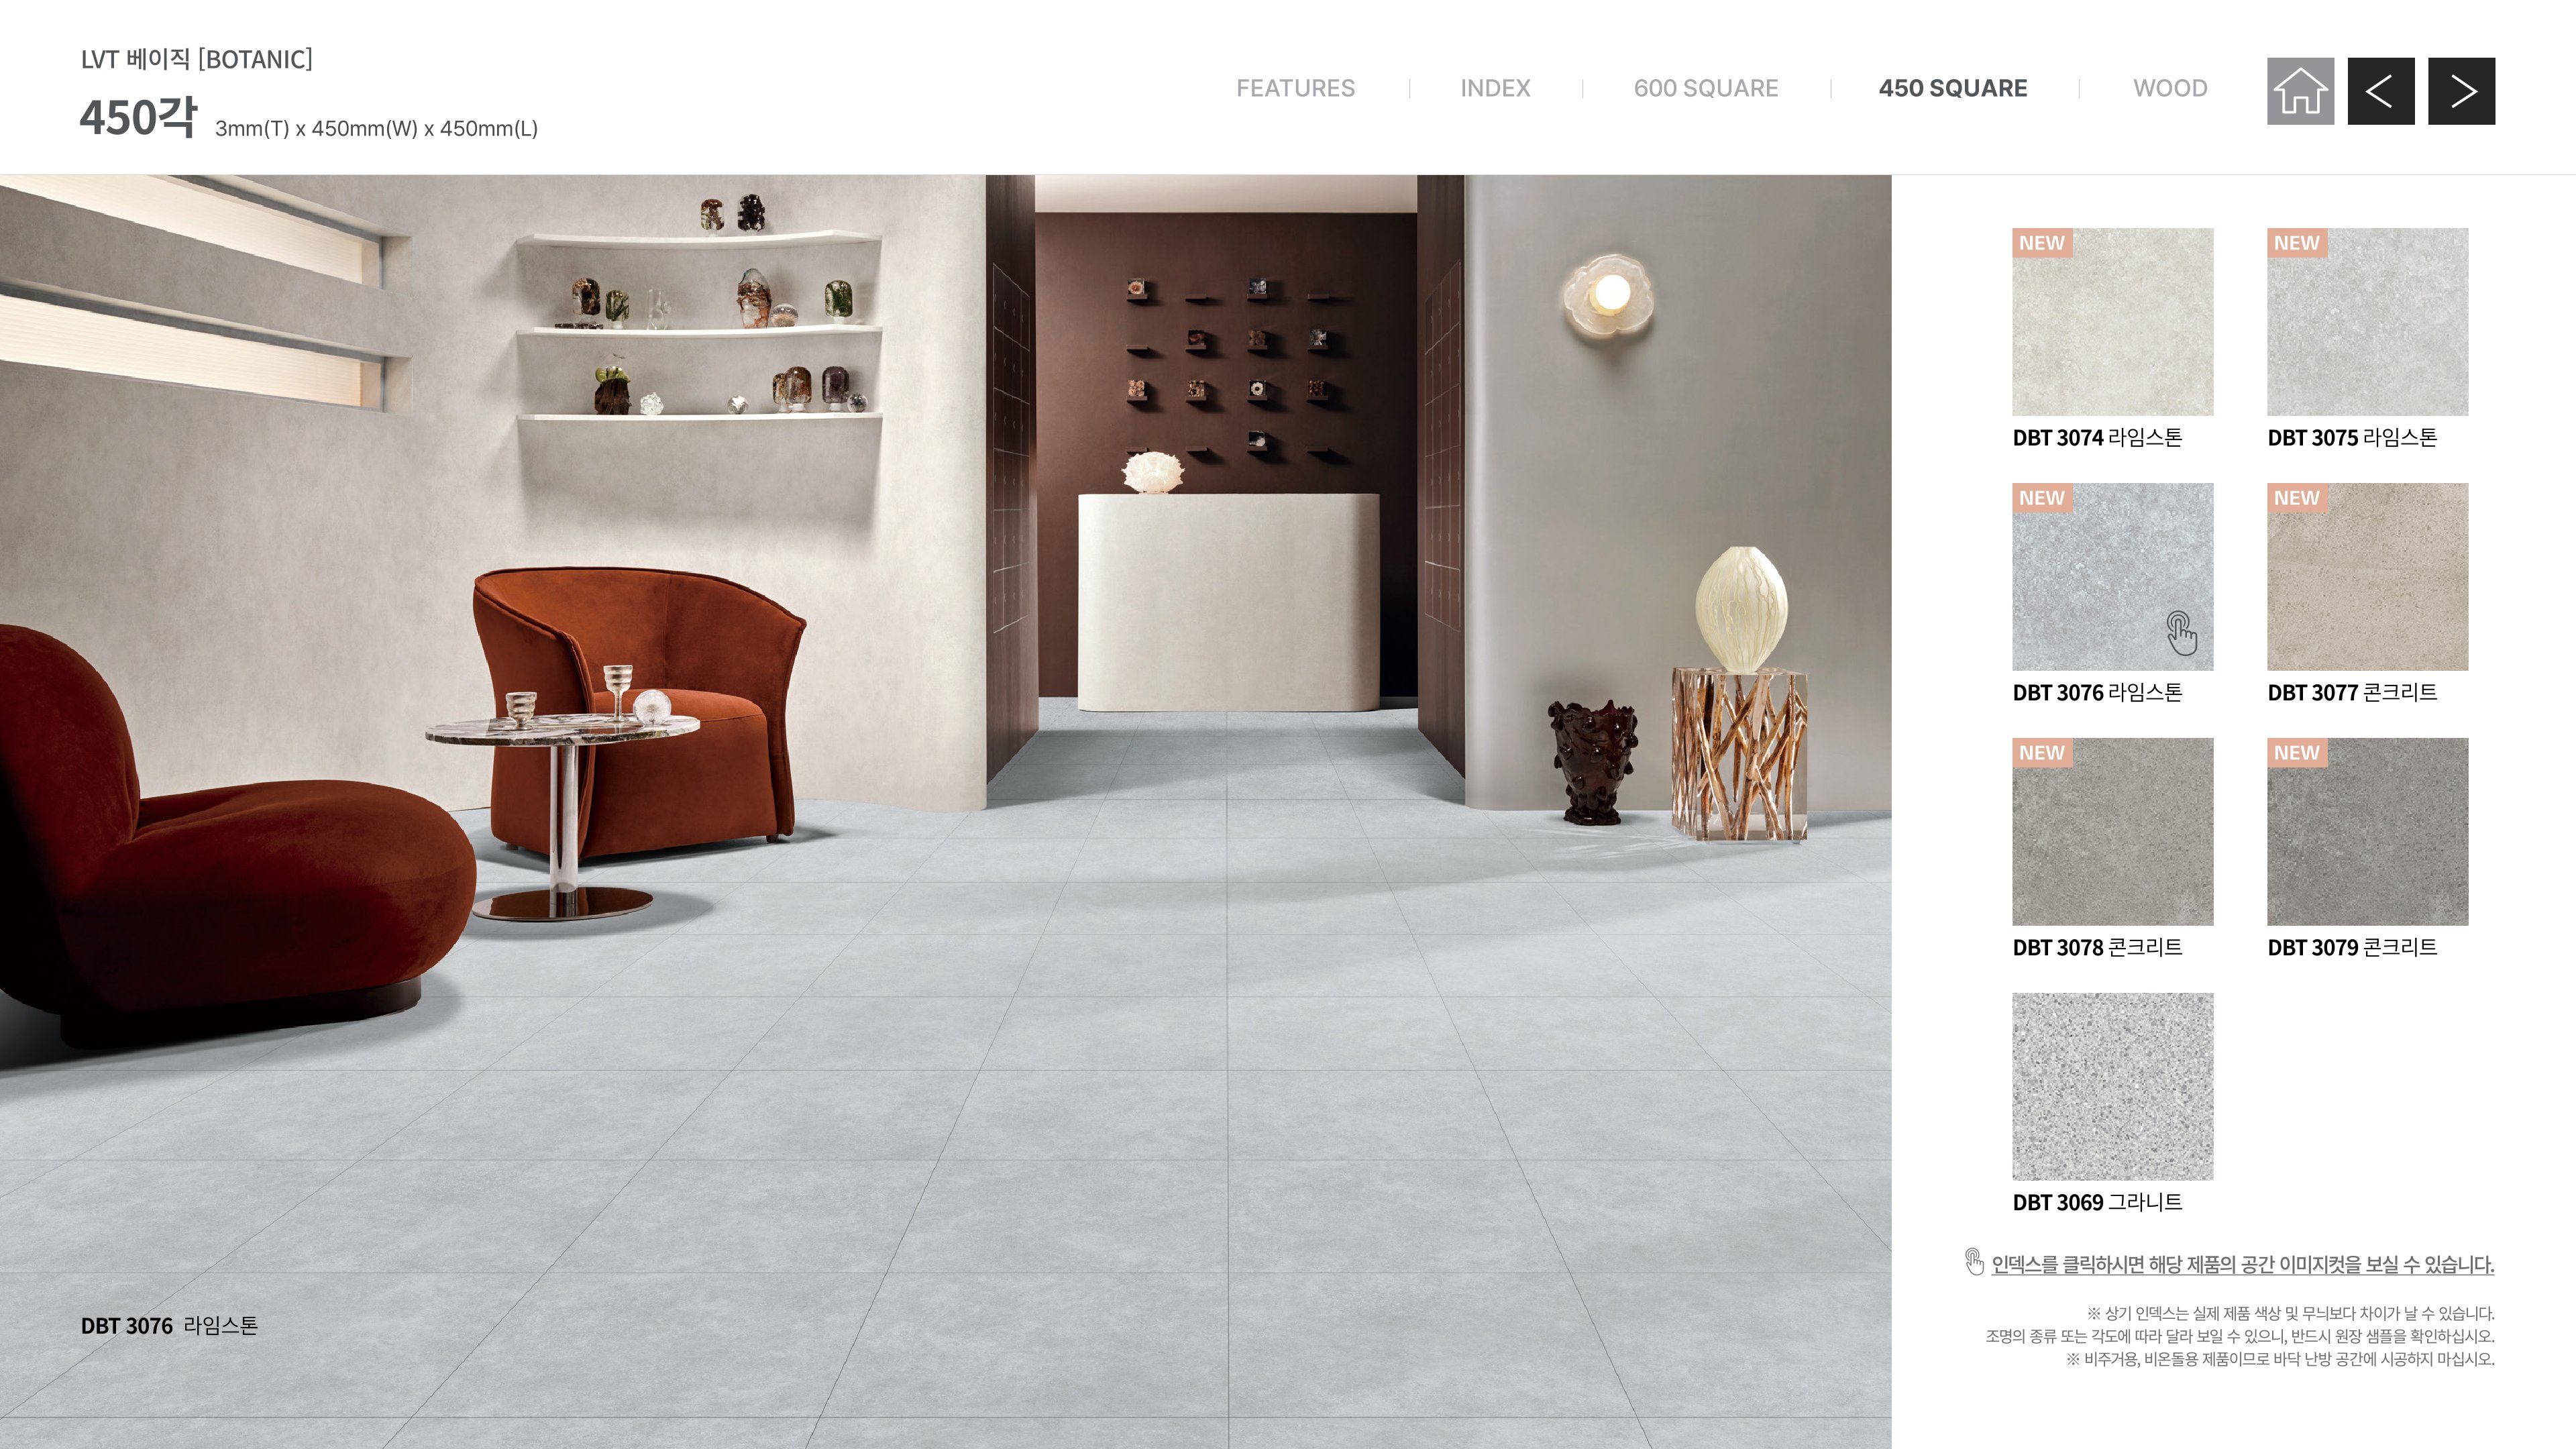 LVT 베이직 [BOTANIC]
450각 3mm(T) x 450mm(W) x 450mm(L)
FEATURES
INDEX
600 SQUARE
450 SQUARE
WOOD
NEW
NEW
DBT 3074 라임스톤
DBT 3075 라임스톤
NEW
NEW
DBT 3076 라임스톤
DBT 3077 콘크리트
NEW
NEW
DBT 3078 콘크리트
DBT 3079 콘크리트
DBT 3069 그라니트
인덱스를 클릭하시면 해당 제품의 공간 이미지컷을 보실 수 있습니다.
※ 상기 인덱스는 실제 제품 색상 및 무늬보다 차이가 날 수 있습니다.
조명의 종류 또는 각도에 따라 달라 보일 수 있으니, 반드시 원장 샘플을 확인하십시오.
※ 비주거용, 비온돌용 제품이므로 바닥 난방 공간에 시공하지 마십시오.
DBT 3076 라임스톤